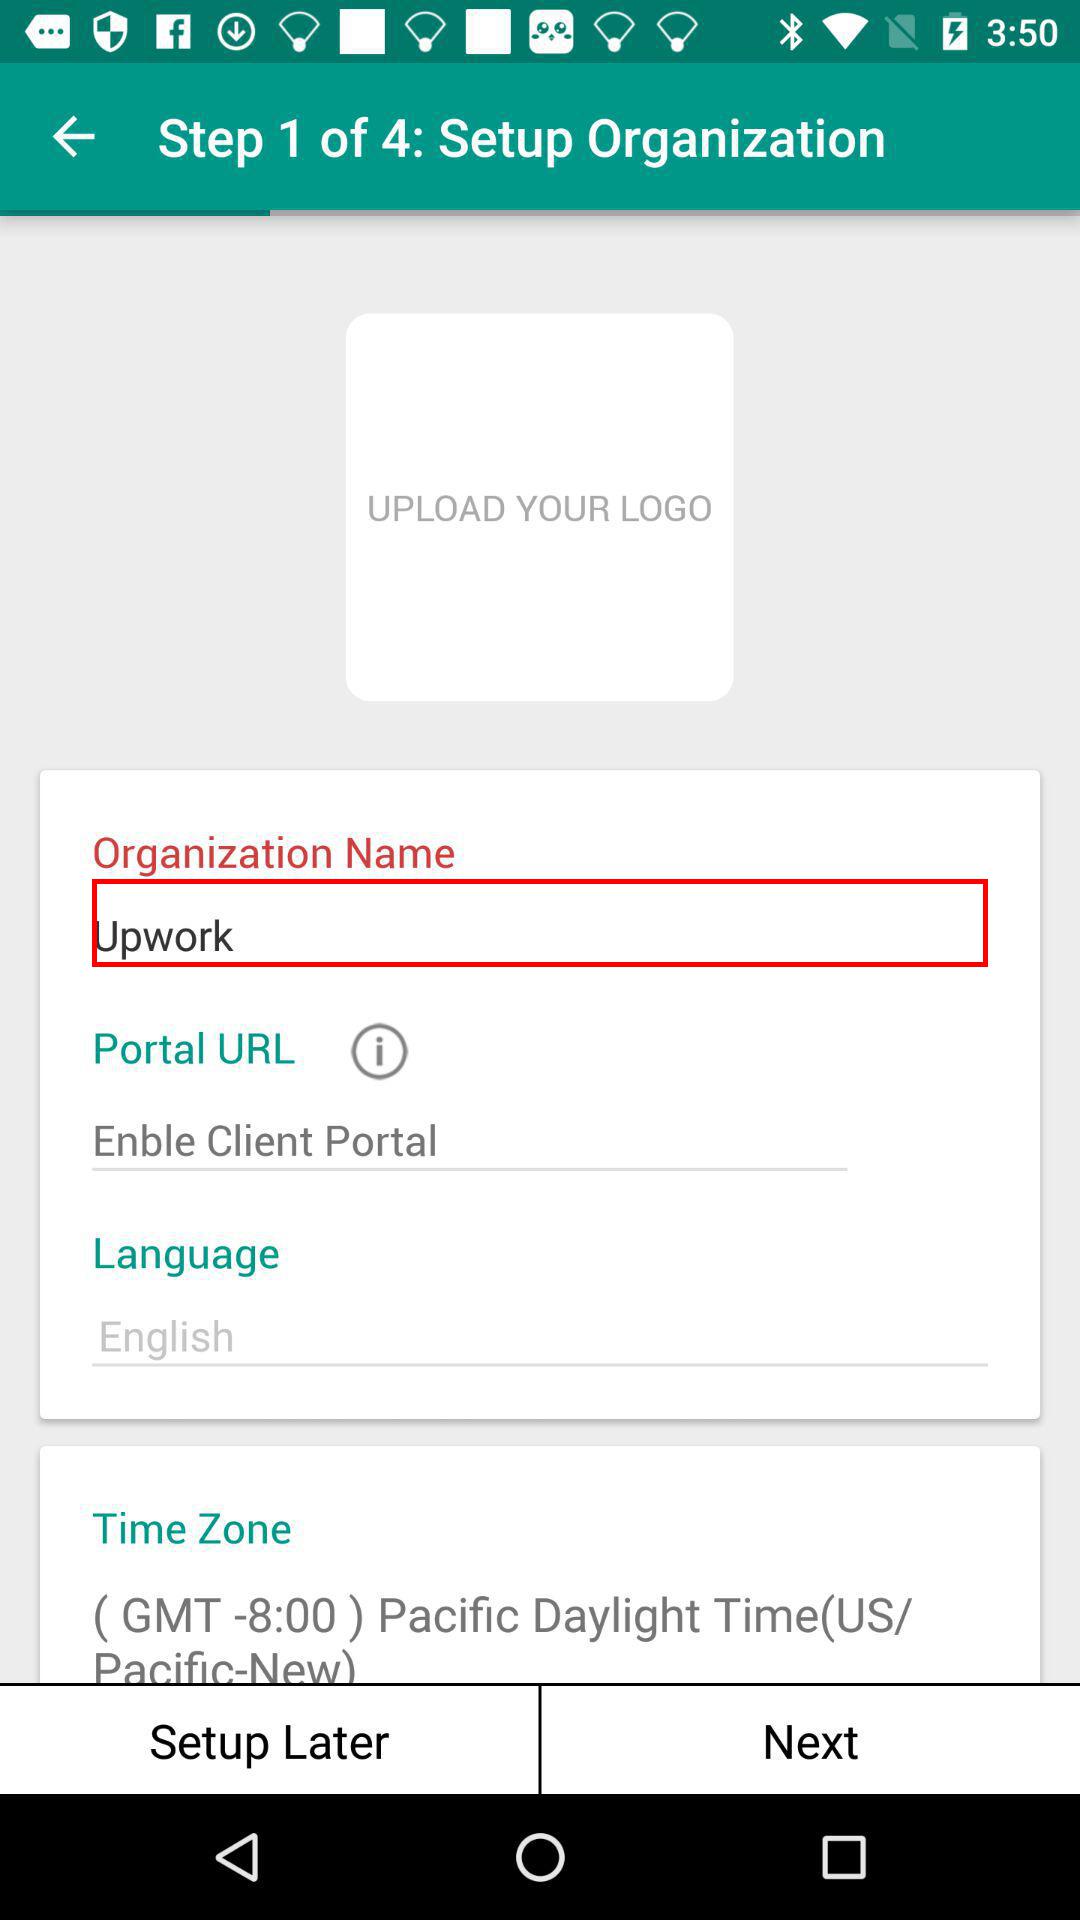 3:50
Step 1 of 4: Setup Organization
UPLOAD YOUR LOGO
Organization Name
Upwork
Portal URL
Enble Client Portal
Language
English
Time Zone
( GMT -8:00 ) Pacific Daylight Time(US/
Pacific-New)
Setup Later
Next